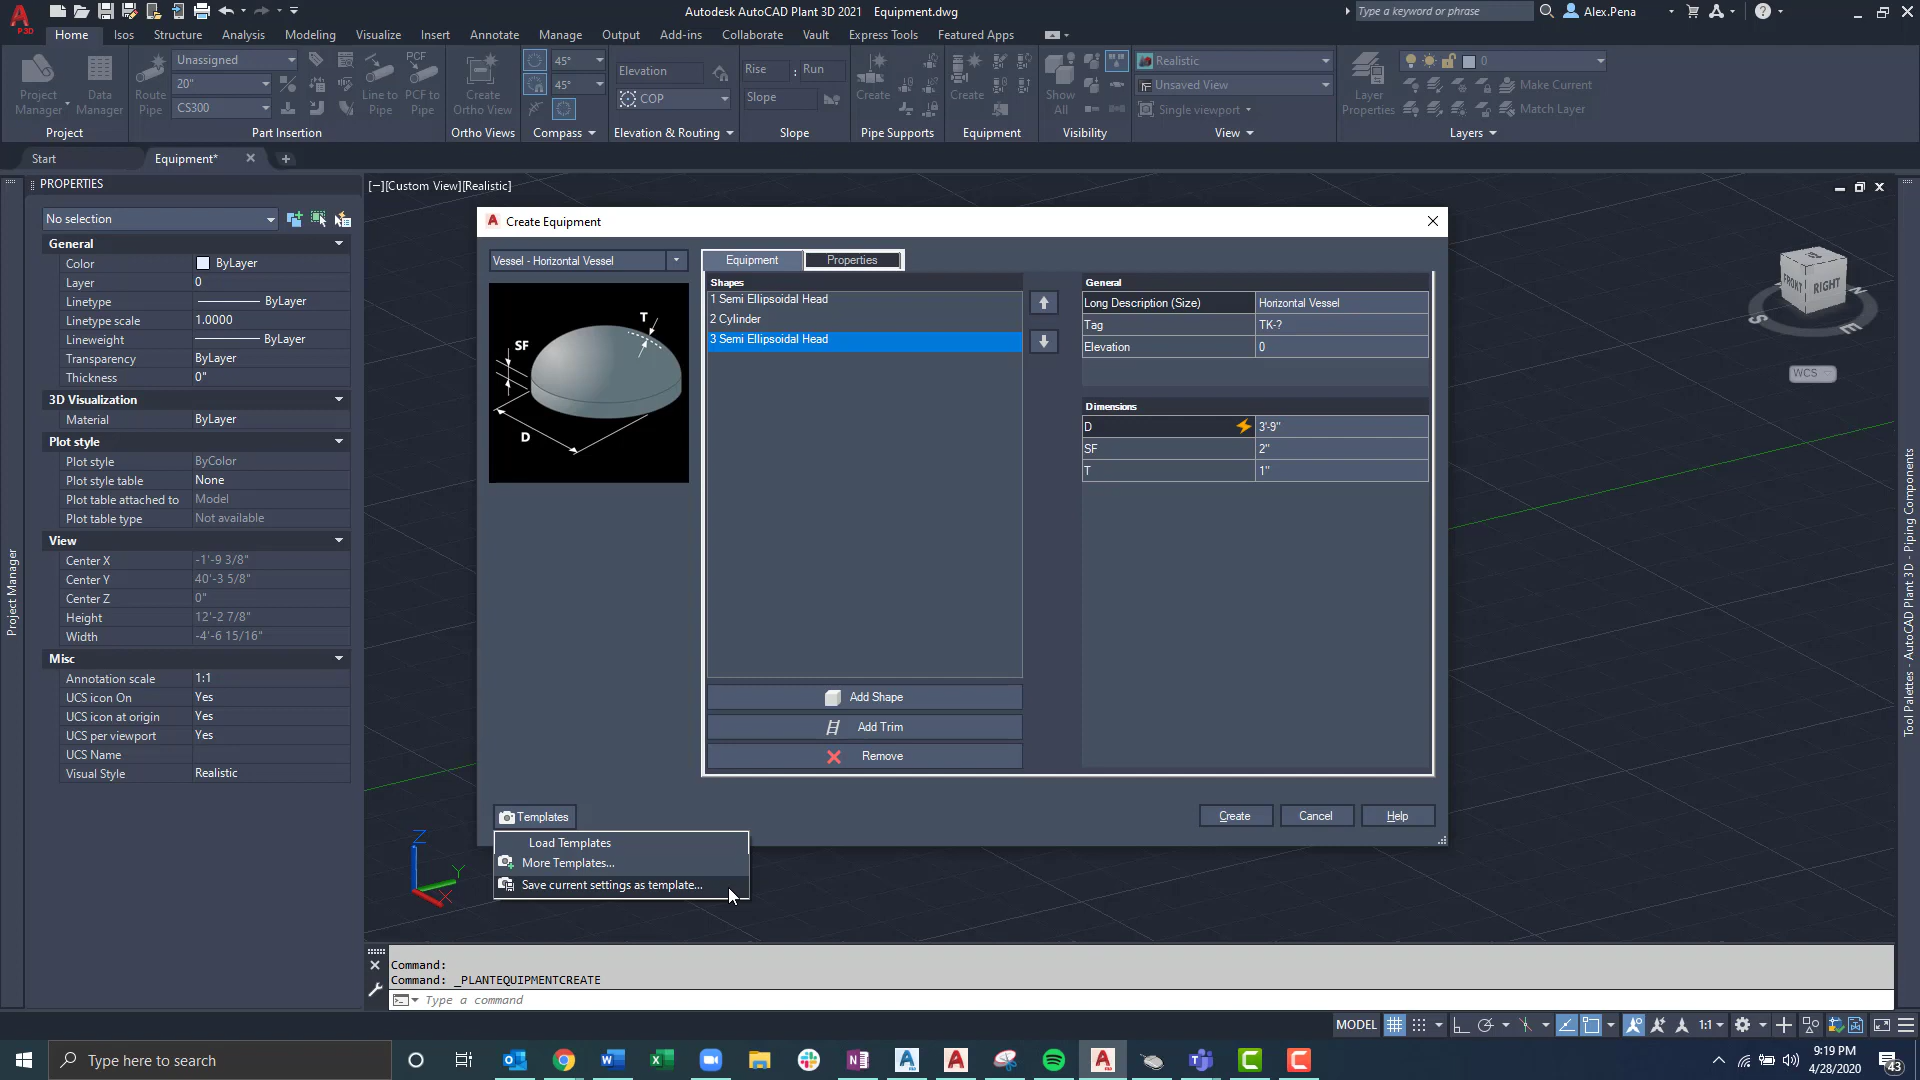 Autodesk AutoCAD Plant 3D 2021 Equipment.dwg
Type a keyword or phrase
Alex.Pena
P3D
Home Isos Structure Analysis Modeling Visualize Insert Annotate Manage Output Add-ins Collaborate Vault Express Tools Featured Apps
Project Manager
Data Manager
Route Pipe
Unassigned
20"
CS300
Line to Pipe
PCF to Pipe
PCF
Create Ortho View
45°
45°
Elevation
COP
Rise : Run
Slope
Create
Create
Show All
Realistic
Unsaved View
Single viewport
Layer Properties
0
Make Current
Match Layer
Project
Part Insertion
Ortho Views
Compass
Elevation & Routing
Slope
Pipe Supports
Equipment
Visibility
View
Layers
Start
Equipment*
PROPERTIES
No selection
General
Color ByLayer
Layer 0
Linetype ByLayer
Linetype scale 1.0000
Lineweight ByLayer
Transparency ByLayer
Thickness 0"
3D Visualization
Material ByLayer
Plot style
Plot style ByColor
Plot style table None
Plot table attached to Model
Plot table type Not available
View
Center X -1'-9 3/8"
Center Y 40'-3 5/8"
Center Z 0"
Height 12'-2 7/8"
Width -4'-6 15/16"
Misc
Annotation scale 1:1
UCS icon On Yes
UCS icon at origin Yes
UCS per viewport Yes
UCS Name
Visual Style Realistic
Project Manager
[−][Custom View][Realistic]
Create Equipment
Vessel - Horizontal Vessel
T
SF
D
Equipment
Properties
Shapes
1 Semi Ellipsoidal Head
2 Cylinder
3 Semi Ellipsoidal Head
Add Shape
Add Trim
Remove
General
Long Description (Size) Horizontal Vessel
Tag TK-?
Elevation 0
Dimensions
D 3'-9"
SF 2"
T 1"
Templates
Load Templates
More Templates...
Save current settings as template...
Create
Cancel
Help
FRONT
RIGHT
S
E
WCS
Tool Palettes - AutoCAD Plant 3D - Piping Components
Z
Y
X
Command:
Command: _PLANTEQUIPMENTCREATE
Type a command
MODEL
1:1
Type here to search
9:19 PM
4/28/2020
43